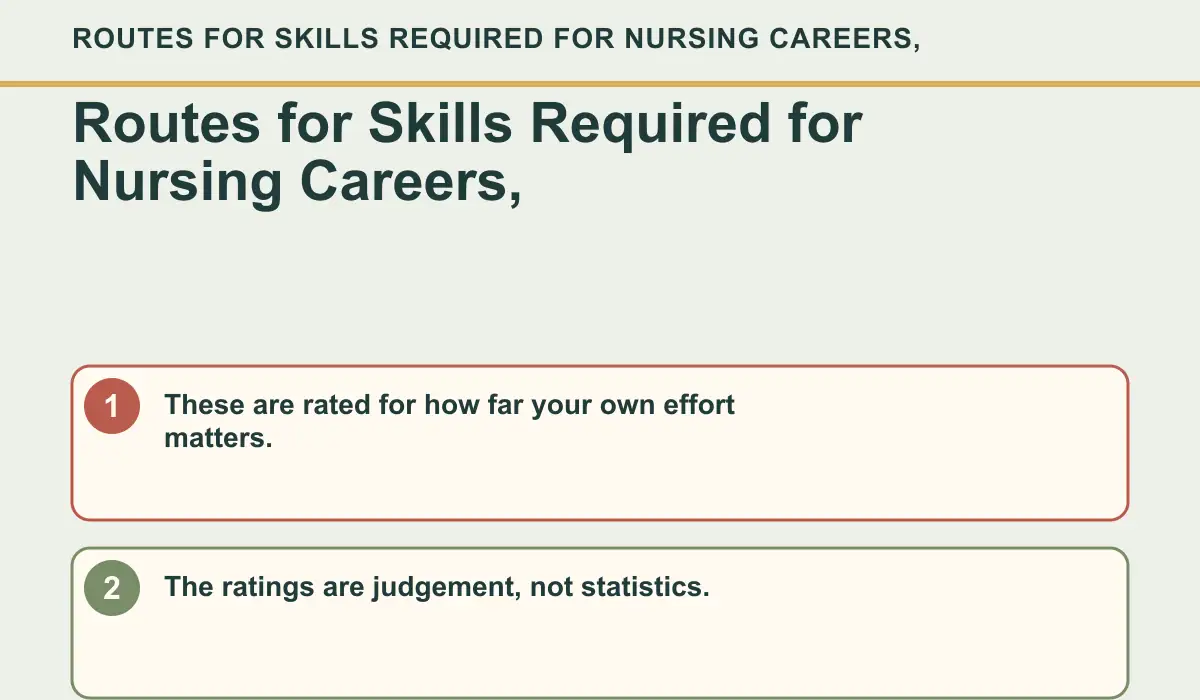 ROUTES FOR SKILLS REQUIRED FOR NURSING CAREERS,
Routes for Skills Required for
Nursing Careers,
1
These are rated for how far your own effort
matters.
2
The ratings are judgement, not statistics.